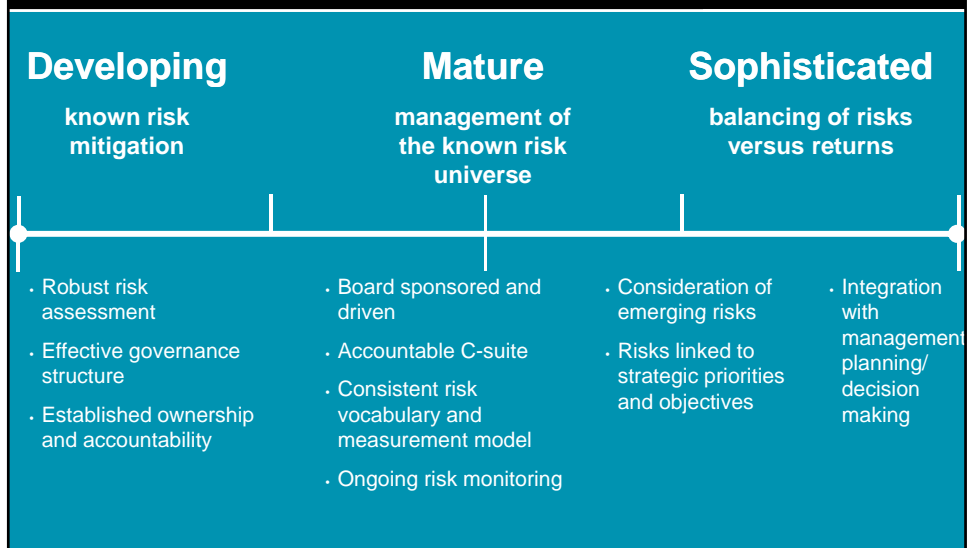 Developing
known risk
mitigation
Mature
management of
the known risk
universe
Sophisticated
balancing of risks
versus returns
• Robust risk
assessment
• Effective governance
structure
• Established ownership
and accountability
• Board sponsored and
driven
• Accountable C-suite
• Consistent risk
vocabulary and
measurement model
• Ongoing risk monitoring
• Consideration of
emerging risks
• Risks linked to
strategic priorities
and objectives
• Integration
with
management
planning/
decision
making